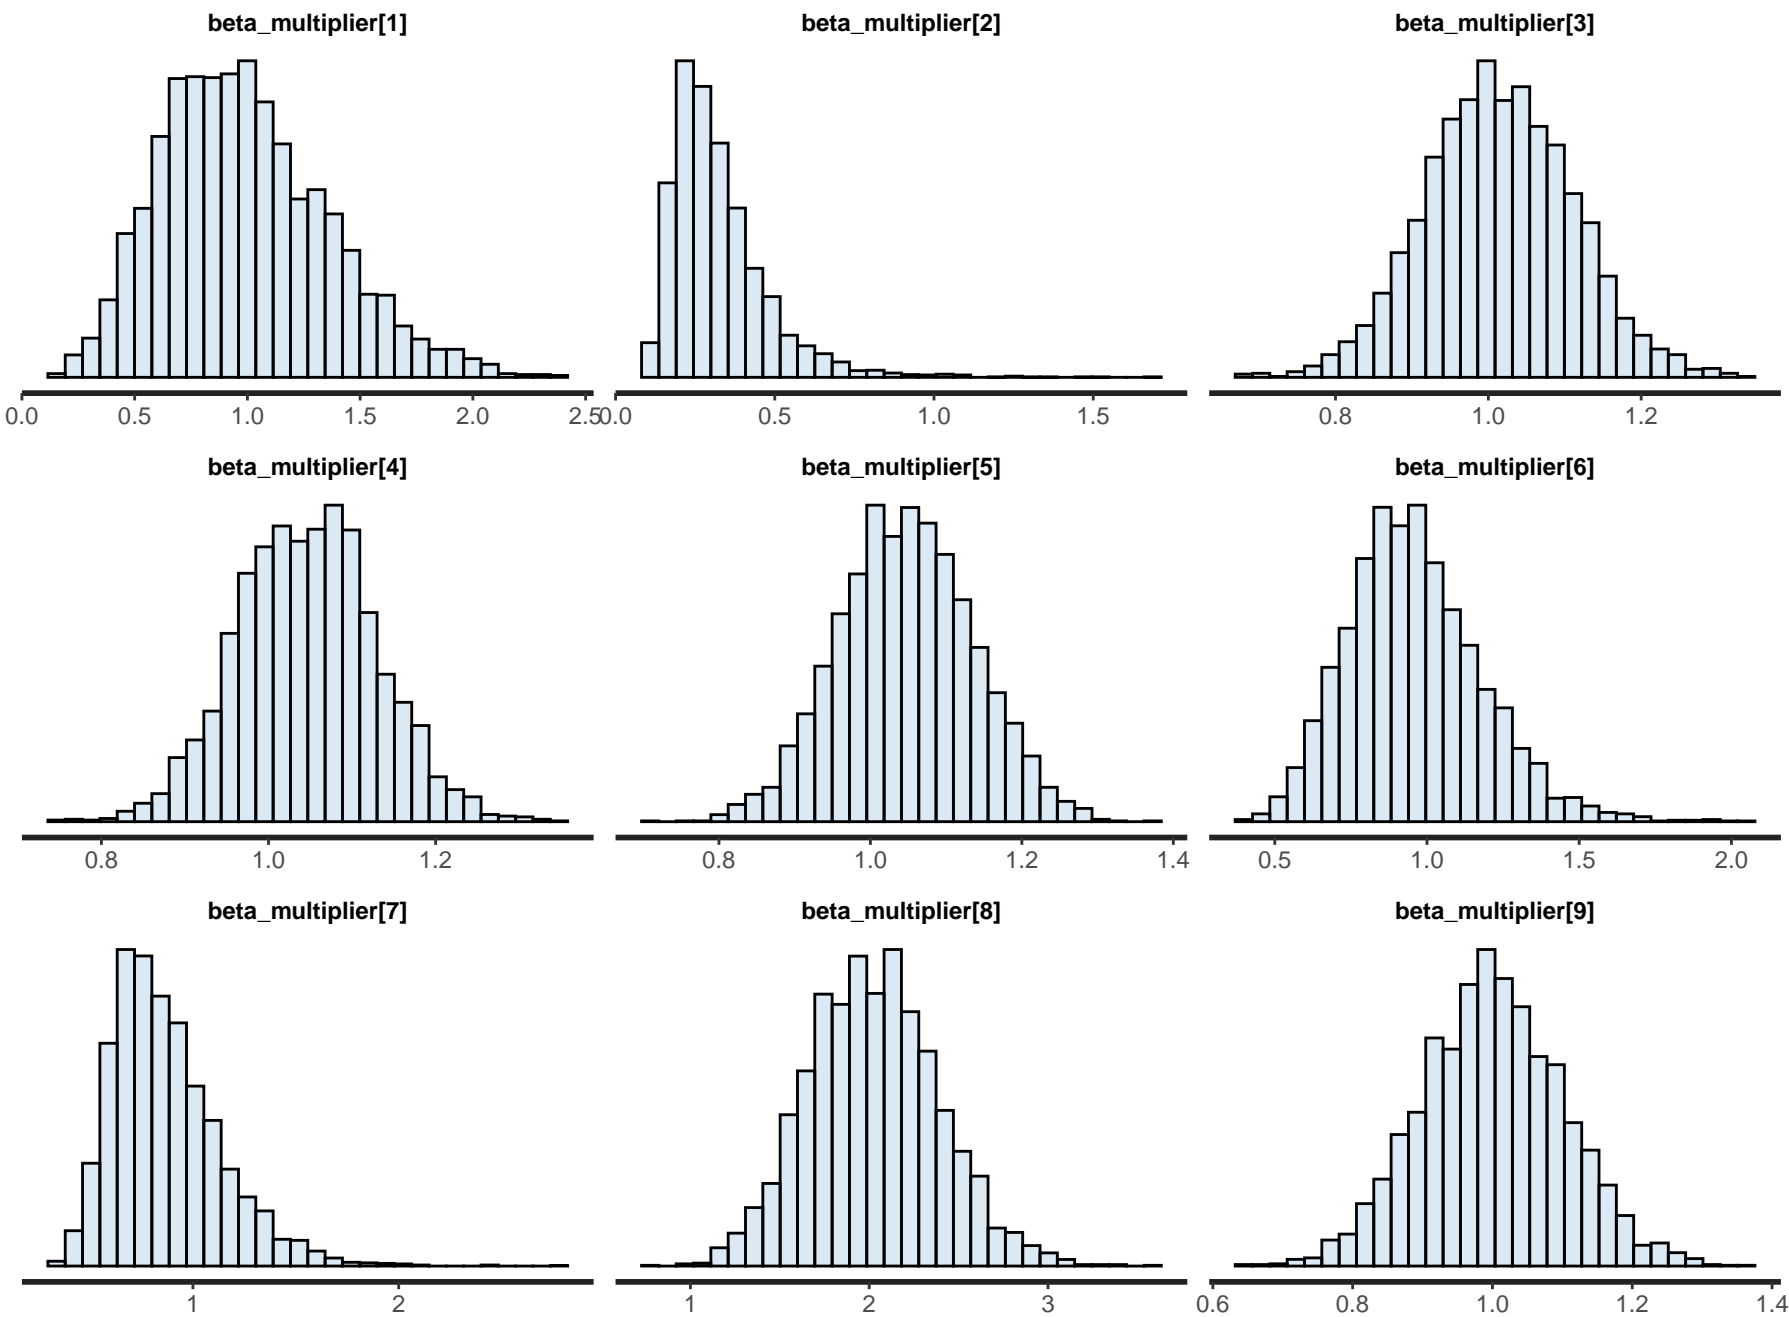 beta_multiplier[1] beta_multiplier[2] beta_multiplier[3]
0.0 0.5 1.0 1.5 2.0 2.5 0.0 0.5 1.0 1.5 0.8 1.0 1.2
beta_multiplier[4] beta_multiplier[5] beta_multiplier[6]
0.8 1.0 1.2 0.8 1.0 1.2 1.4 0.5 1.0 1.5 2.0
beta_multiplier[7] beta_multiplier[8] beta_multiplier[9]
1 2 1 2 3 0.6 0.8 1.0 1.2 1.4